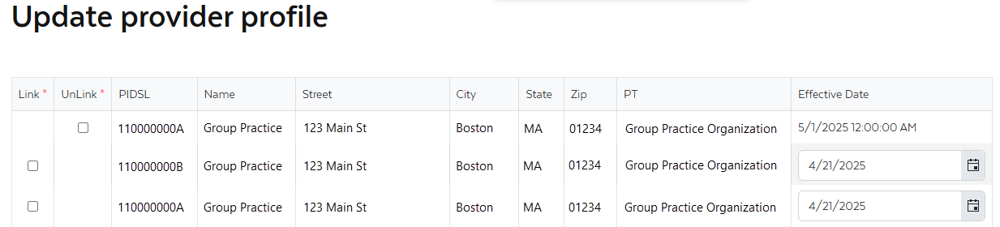 Update provider profile
Link * UnLink * PIDSL Name Street City State Zip PT Effective Date
110000000A Group Practice 123 Main St Boston MA 01234 Group Practice Organization 5/1/2025 12:00:00 AM
110000000B Group Practice 123 Main St Boston MA 01234 Group Practice Organization 4/21/2025
110000000A Group Practice 123 Main St Boston MA 01234 Group Practice Organization 4/21/2025